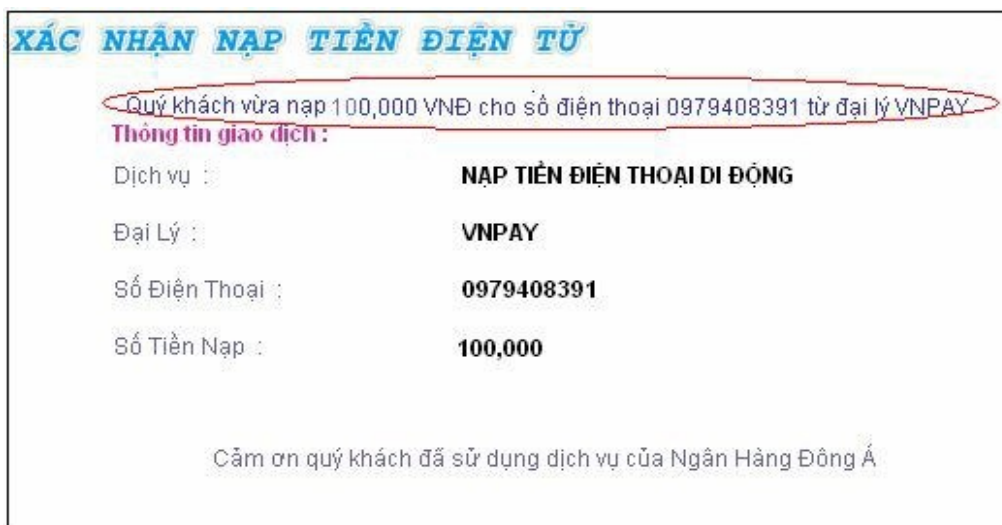 XÁC NHẬN NẠP TIỀN ĐIỆN TỬ
Quý khách vừa nạp 100,000 VNĐ cho số điện thoại 0979408391 từ đại lý VNPAY
Thông tin giao dịch :
Dịch vụ : NẠP TIỀN ĐIỆN THOẠI DI ĐỘNG
Đại Lý : VNPAY
Số Điện Thoại : 0979408391
Số Tiền Nạp : 100,000
Cảm ơn quý khách đã sử dụng dịch vụ của Ngân Hàng Đông Á